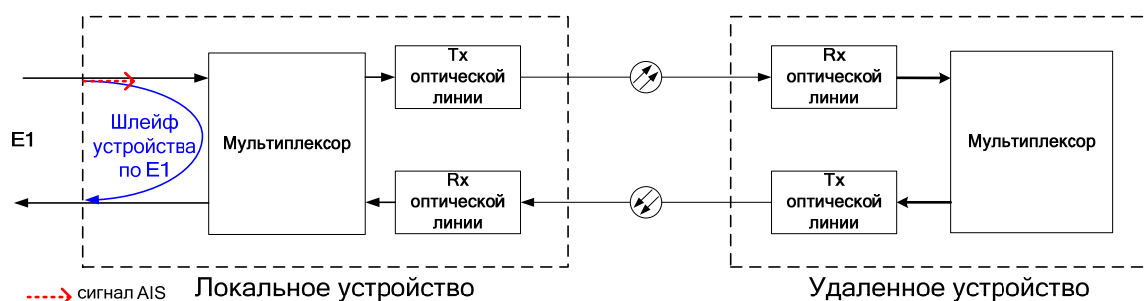 Tx
оптической
линии
Rx
оптической
линии
E1
Шлейф
устройства
по E1
Мультиплексор
Мультиплексор
Rx
оптической
линии
Tx
оптической
линии
сигнал AIS
Локальное устройство
Удаленное устройство